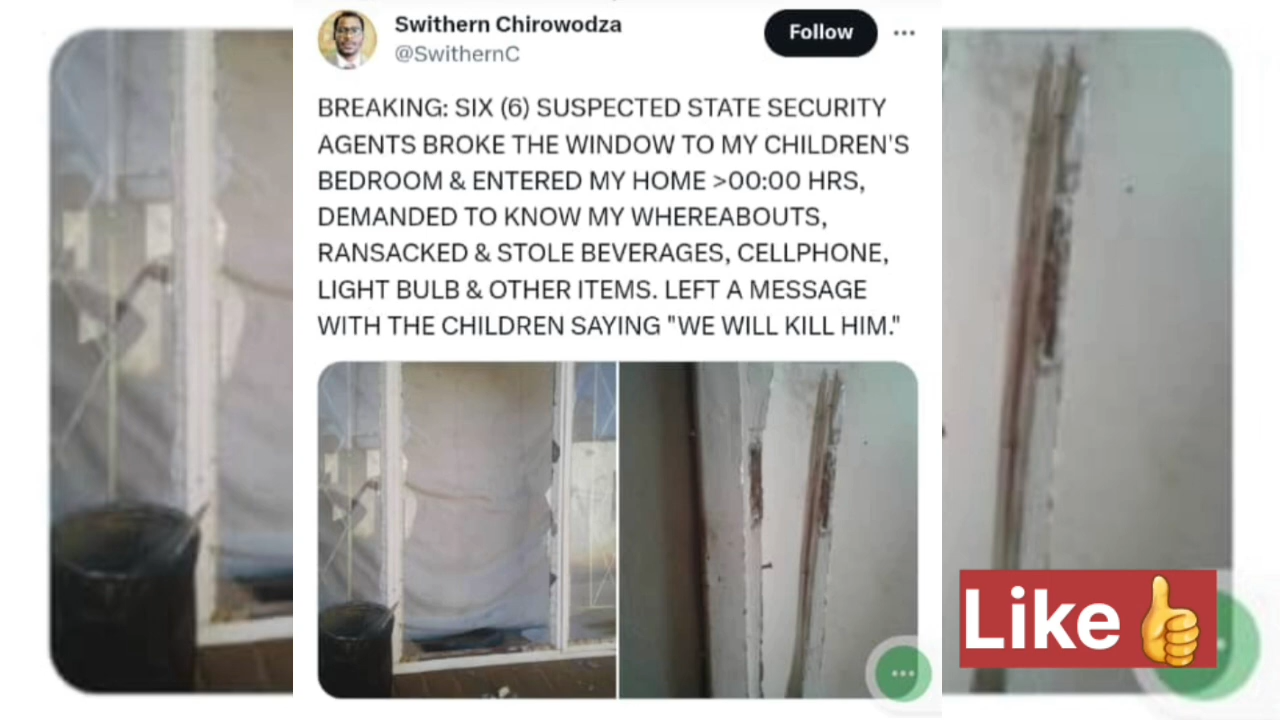 Swithern Chirowodza
@SwithernC
Follow
BREAKING: SIX (6) SUSPECTED STATE SECURITY
AGENTS BROKE THE WINDOW TO MY CHILDREN'S
BEDROOM & ENTERED MY HOME >00:00 HRS,
DEMANDED TO KNOW MY WHEREABOUTS,
RANSACKED & STOLE BEVERAGES, CELLPHONE,
LIGHT BULB & OTHER ITEMS. LEFT A MESSAGE
WITH THE CHILDREN SAYING "WE WILL KILL HIM."
Like